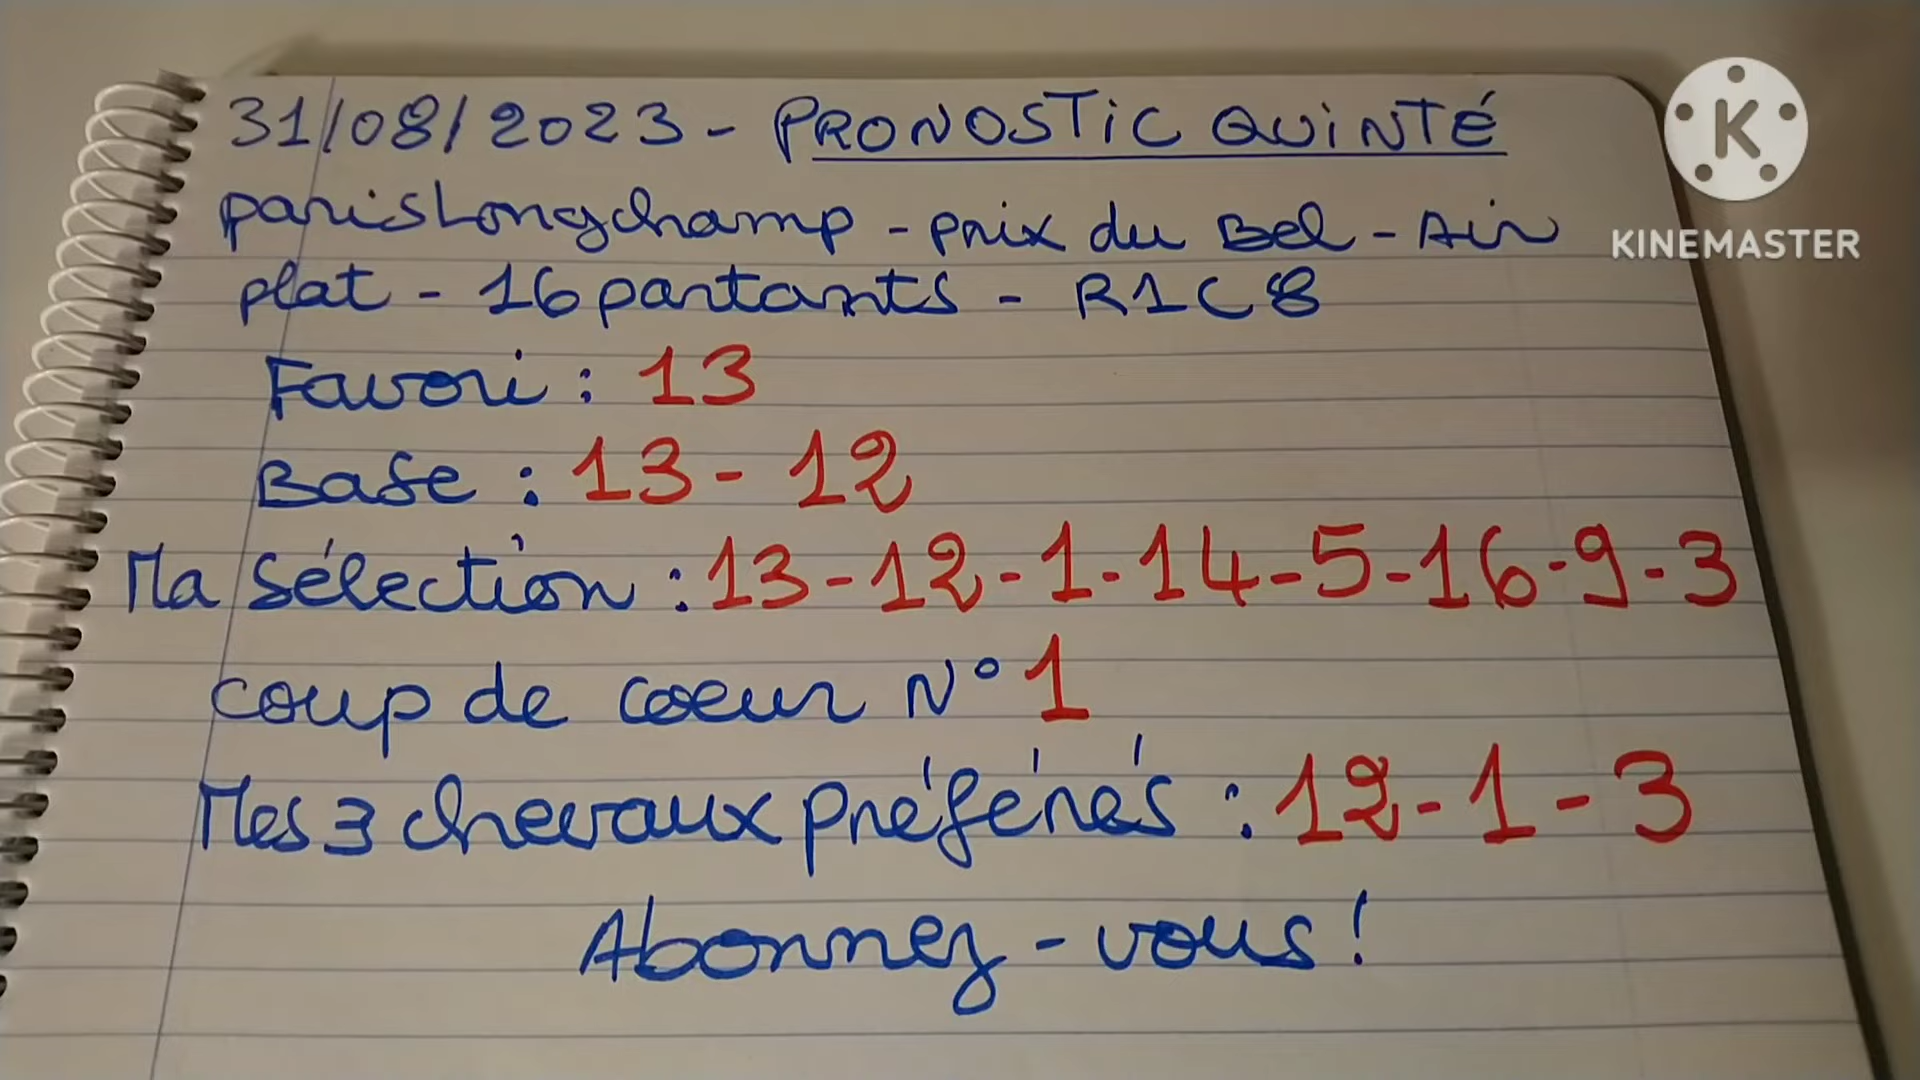 31/08/2023 - PRONOSTIC QUINTÉ
parisLongchamp - prix du Bel - Air
plat - 16 partants - R1C8
Favori : 13
Base : 13 - 12
Ma sélection : 13 - 12 - 1 - 14 - 5 - 16 - 9 - 3
coup de coeur N° 1
Mes 3 chevaux préférés : 12 - 1 - 3
Abonnez - vous !
K
KINEMASTER